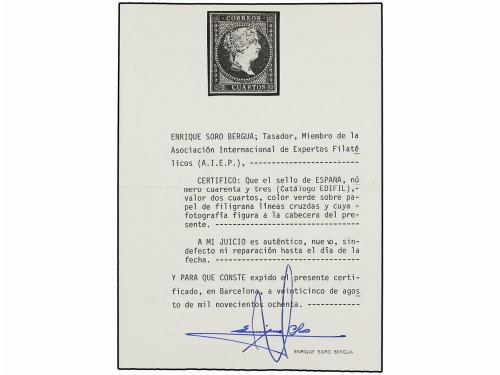 CORREOS
2 CUARTOS
ENRIQUE SORO BERGUA; Tasador, Miembro de la
Asociación Internacional de Expertos Filaté
licos (A.I.E.P.), ----------------------
CERTIFICO: Que el sello de ESPAÑA, nú
mero cuarenta y tres (Catálogo EDIFIL),-
valor dos cuartos, color verde sobre pa-
pel de filigrana líneas cruzdas y cuya -
fotografía figura a la cabecera del pre-
sente. ------------------------------
A MI JUICIO es auténtico, nuevo, sin-
defecto ni reparación hasta el día de la
fecha. ------------------------------
Y PARA QUE CONSTE expido el presente certi-
ficado, en Barcelona, a veinticinco de agos
to de mil novecientos ochenta. -----------
ENRIQUE SORO BERGUA